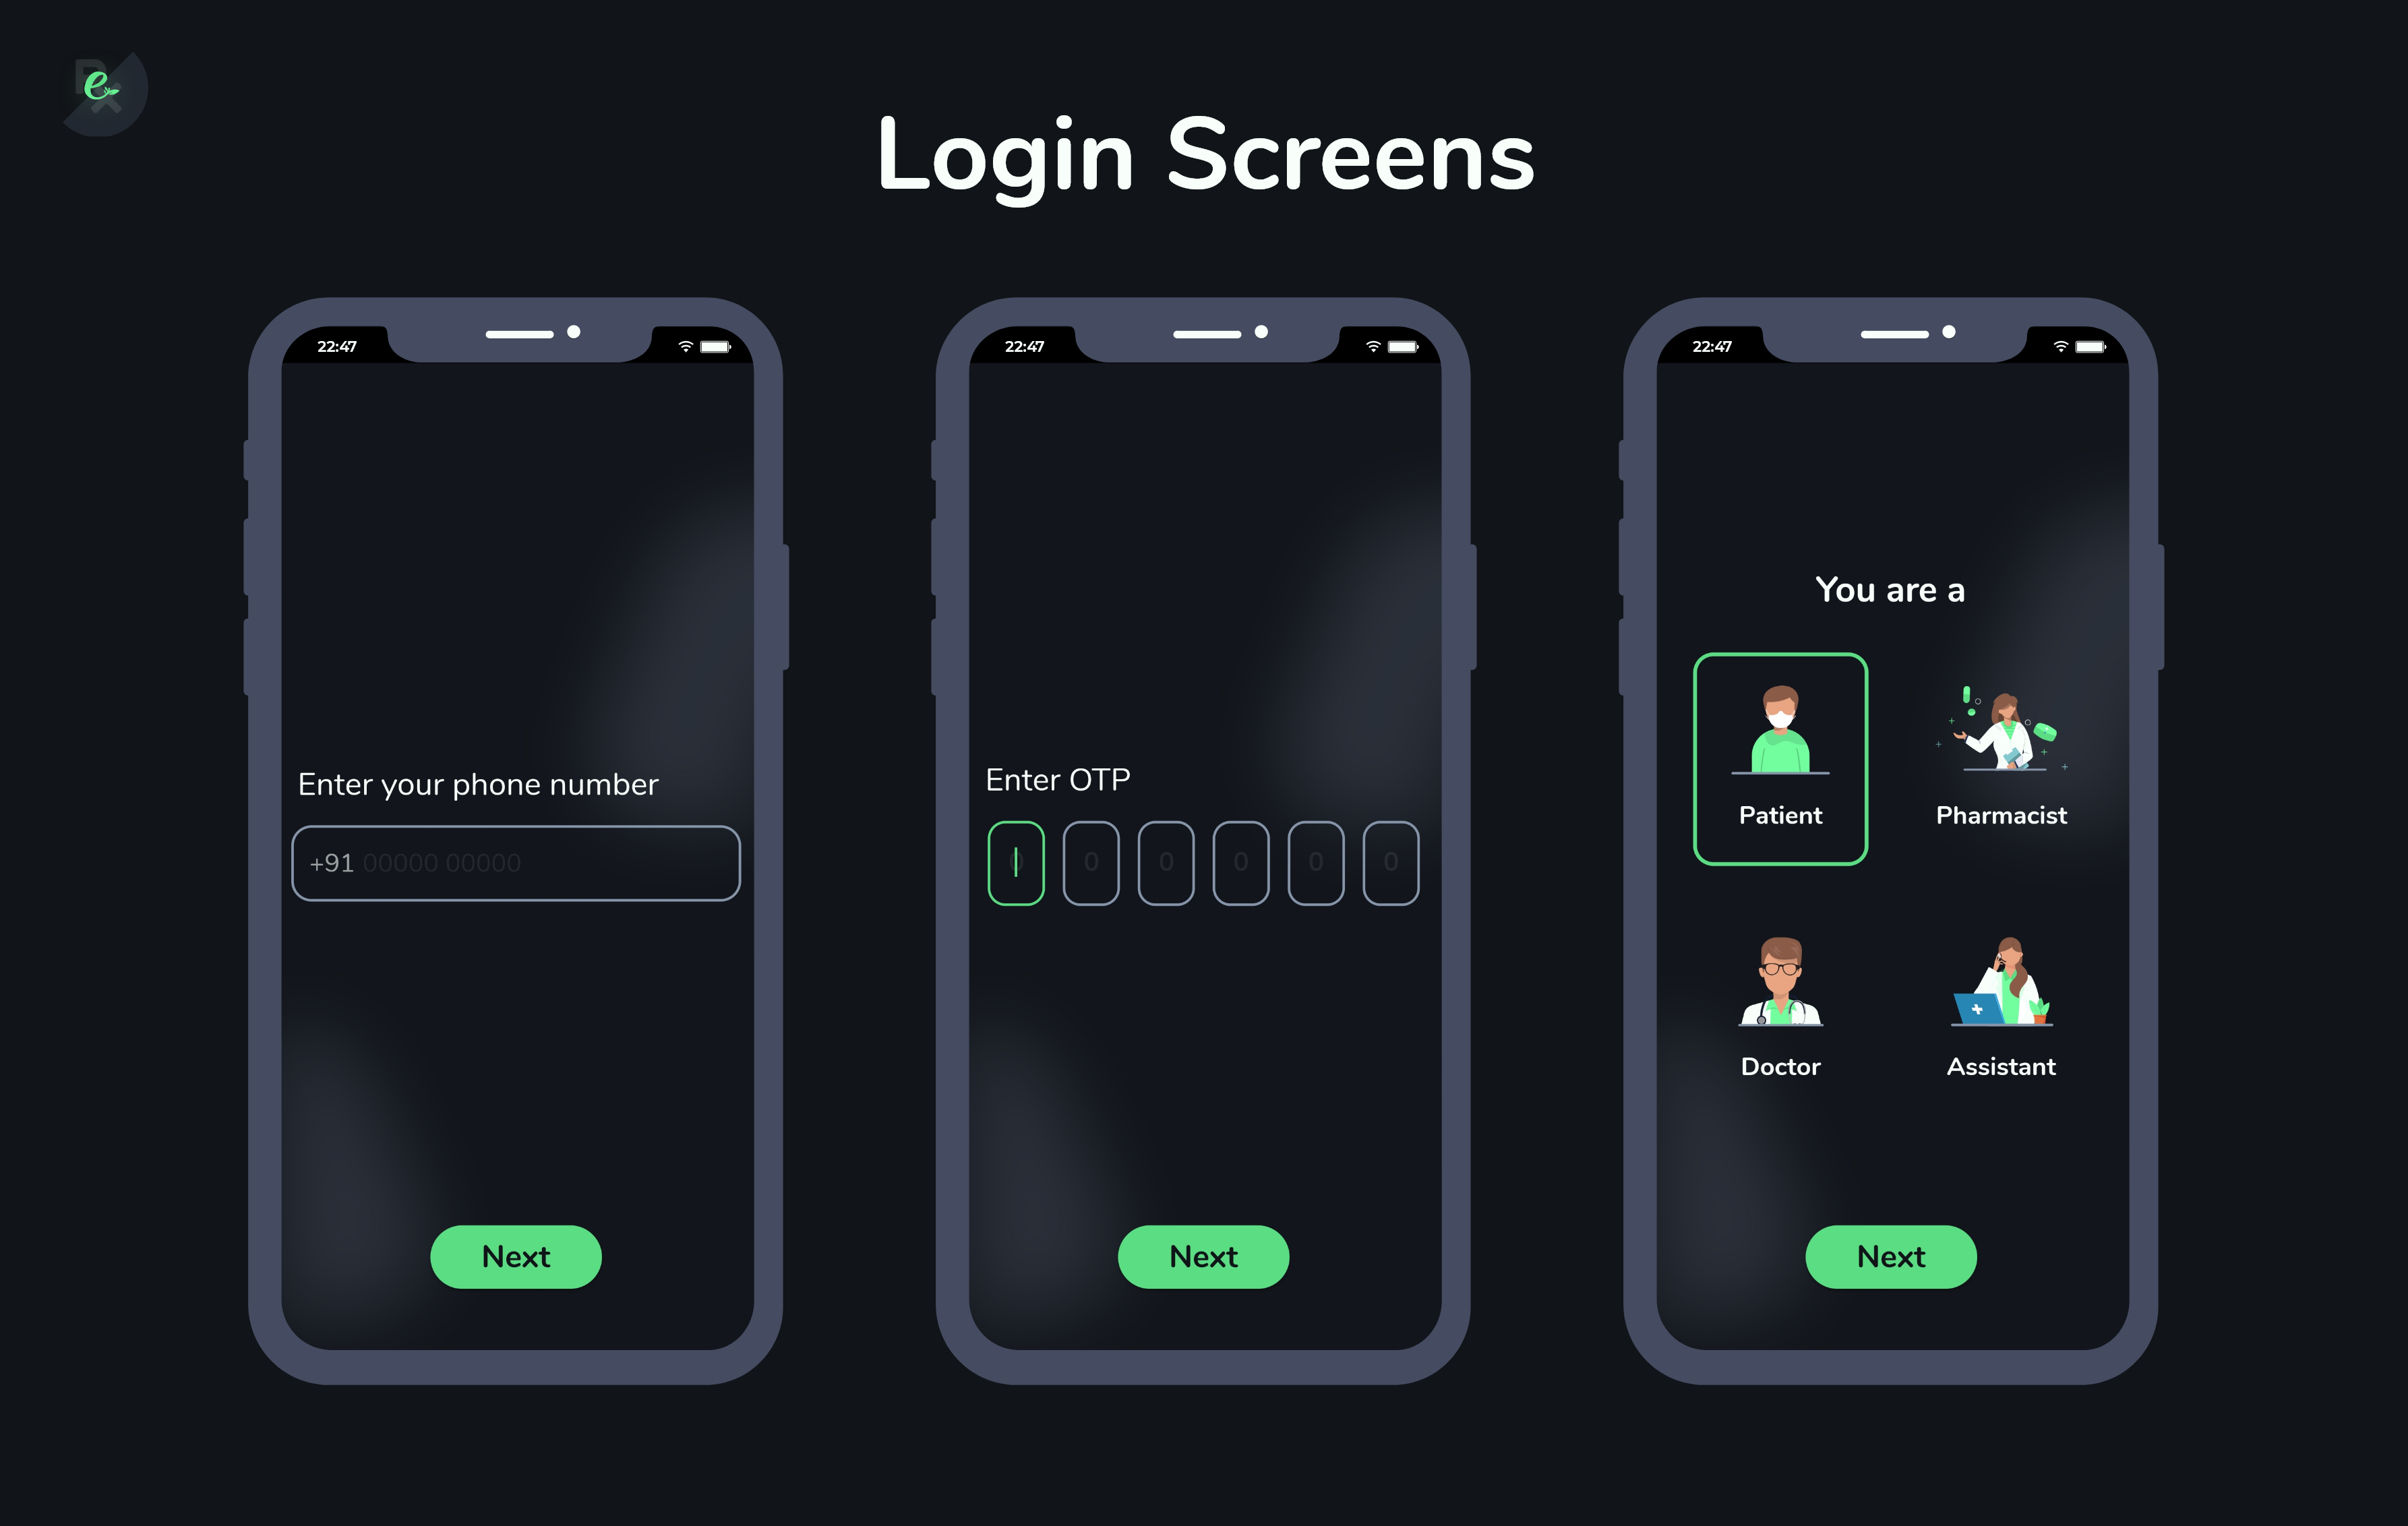 Rx
e
Login Screens
22:47
Enter your phone number
+91 00000 00000
Next
22:47
Enter OTP
0 0 0 0 0 0
Next
22:47
You are a
Patient
Pharmacist
Doctor
Assistant
Next